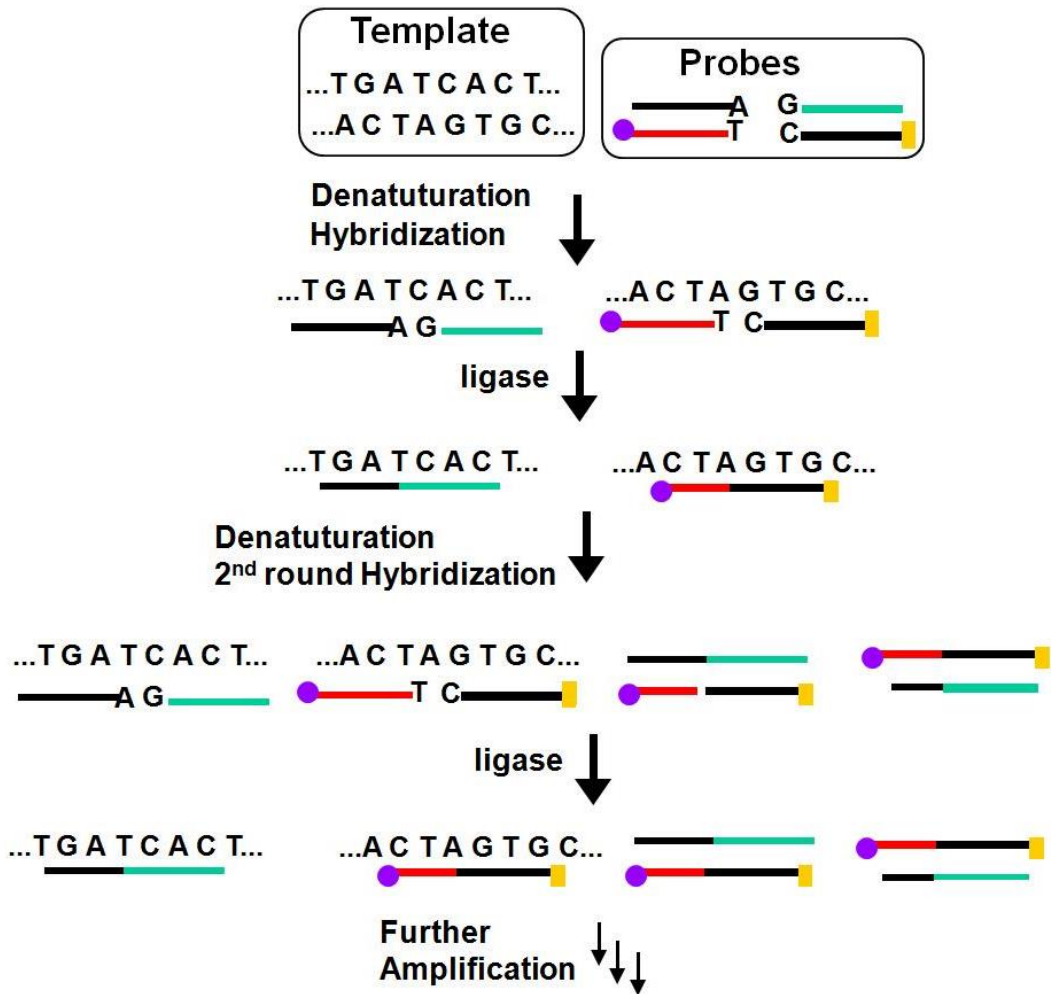 Template
...T G A T C A C T...
...A C T A G T G C...
Probes
A G
T C
Denatuturation
Hybridization
...T G A T C A C T...
A G
...A C T A G T G C...
T C
ligase
...T G A T C A C T...
...A C T A G T G C...
Denatuturation
2nd round Hybridization
...T G A T C A C T...
A G
...A C T A G T G C...
T C
ligase
...T G A T C A C T...
...A C T A G T G C...
Further
Amplification